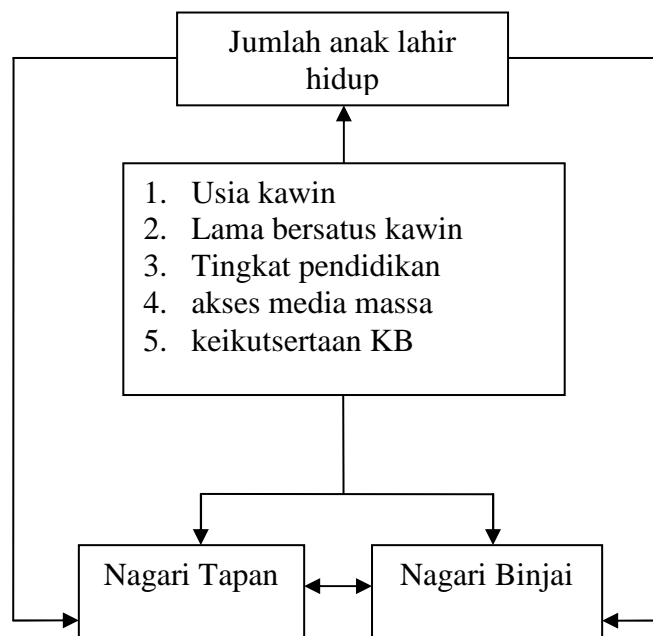 Jumlah anak lahir
hidup
1. Usia kawin
2. Lama bersatus kawin
3. Tingkat pendidikan
4. akses media massa
5. keikutsertaan KB
Nagari Tapan
Nagari Binjai